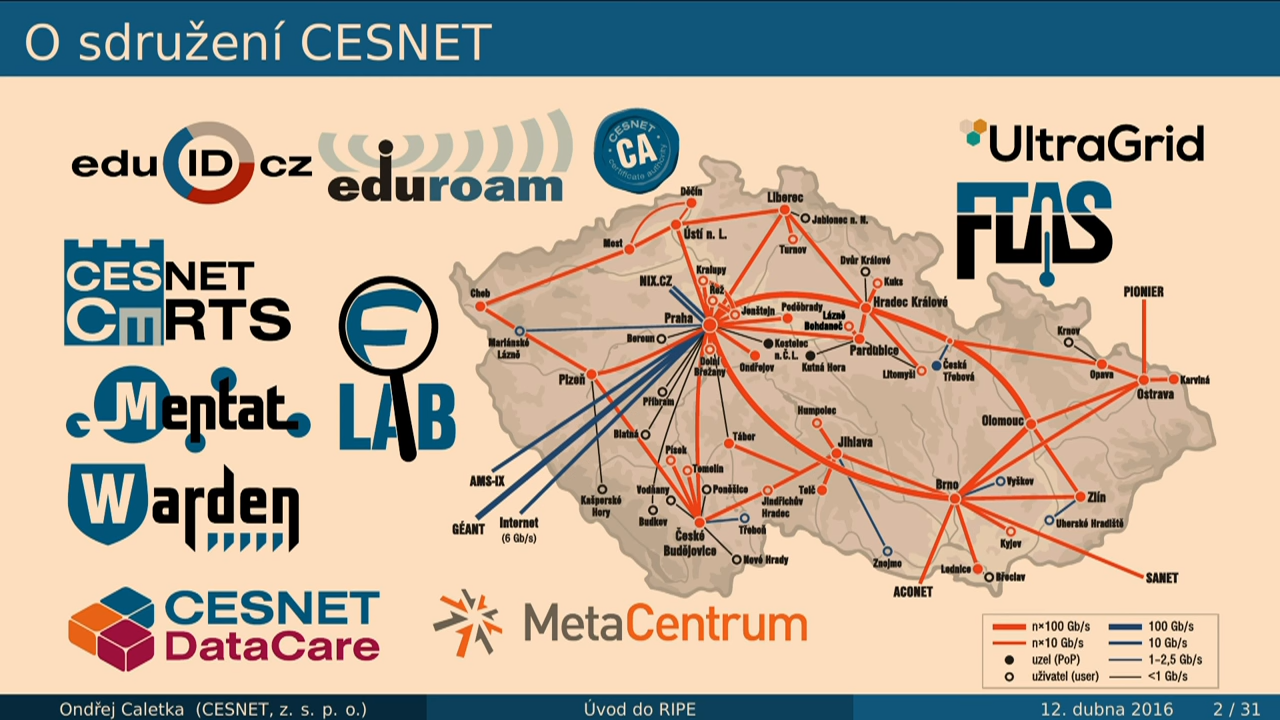 O sdružení CESNET
edu ID cz
eduroam
CESNET
CA
certificate authority
UltraGrid
FTAS
CESNET
CmRTS
F
LAB
Mentat
Warden
CESNET
DataCare
MetaCentrum
Děčín
Liberec
Jablonec n. N.
Ústí n. L.
Most
Turnov
Dvůr Králové
Kralupy
NIX.CZ
Kuks
Řež
Cheb
PIONIER
Hradec Králové
Jenštejn
Poděbrady
Lázně
Bohdaneč
Praha
Mariánské
Lázně
Beroun
Krnov
Kostelec
n.Č.L.
Pardubice
Dolní
Břežany
Ondřejov
Kutná Hora
Litomyšl
Česká
Třebová
Opava
Karviná
Plzeň
Ostrava
Příbram
Humpolec
Olomouc
Blatná
Tábor
Jihlava
Písek
Temelín
AMS-IX
Vodňany
Poněšice
Telč
Brno
Vyškov
Zlín
Kašperské
Hory
Jindřichův
Hradec
Budkov
GÉANT
Internet
(6 Gb/s)
Třeboň
Uherské Hradiště
České
Budějovice
Kyjov
Nové Hrady
Znojmo
Lednice
Břeclav
SANET
ACONET
n×100 Gb/s
100 Gb/s
n×10 Gb/s
10 Gb/s
uzel (PoP)
1–2,5 Gb/s
uživatel (user)
<1 Gb/s
Ondřej Caletka (CESNET, z. s. p. o.)
Úvod do RIPE
12. dubna 2016
2 / 31